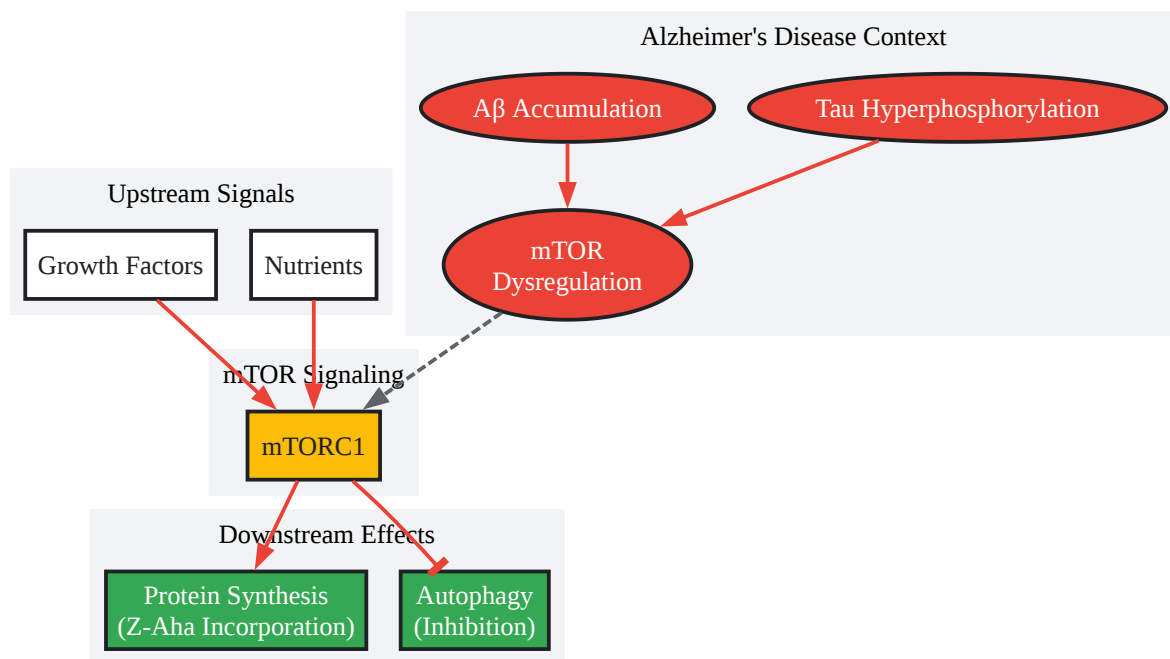 Alzheimer's Disease Context
Aβ Accumulation
Tau Hyperphosphorylation
Upstream Signals
Growth Factors
Nutrients
mTOR
Dysregulation
mTOR Signaling
mTORC1
Downstream Effects
Protein Synthesis
(Z-Aha Incorporation)
Autophagy
(Inhibition)